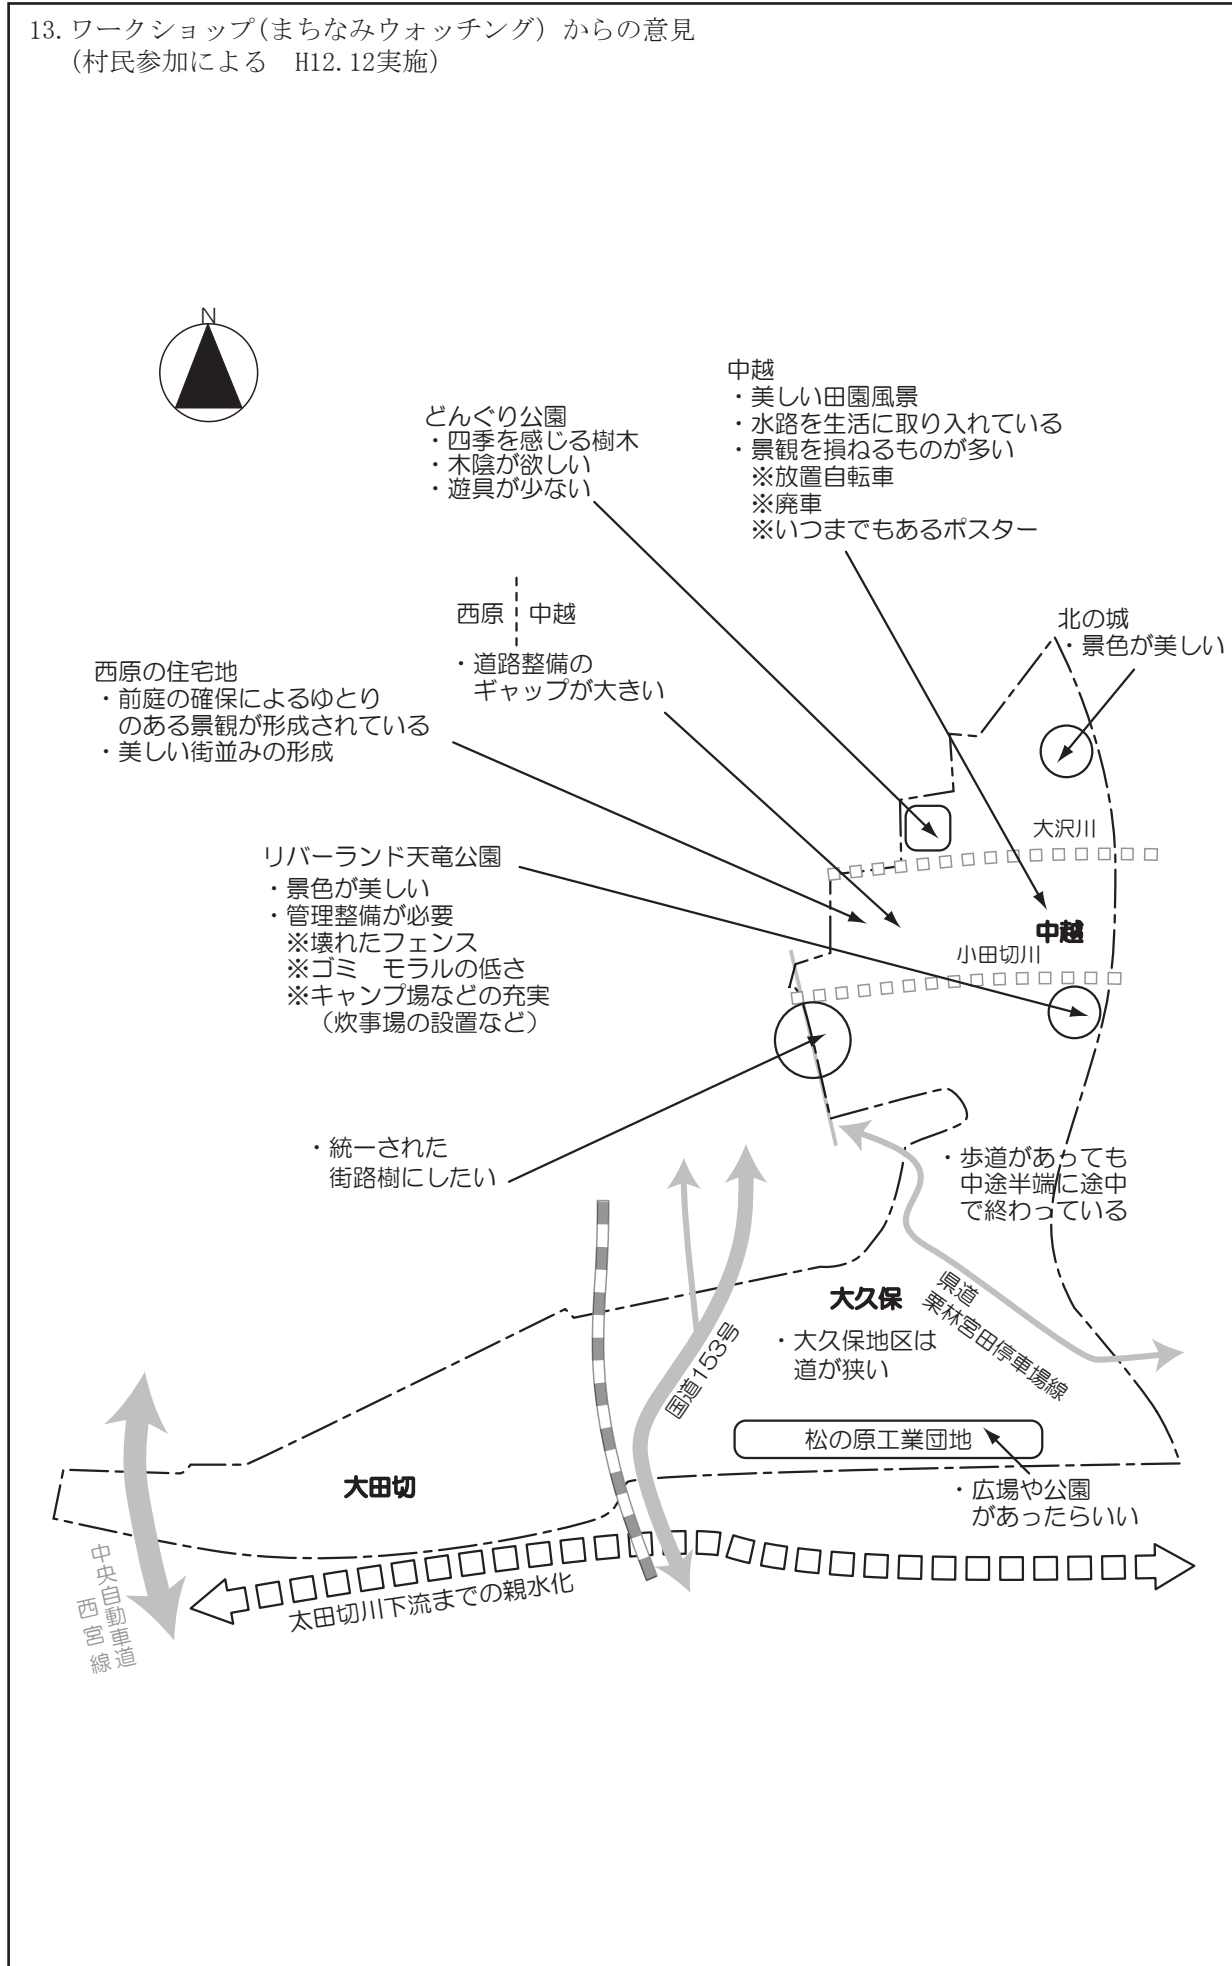 13.ワークショップ(まちなみウォッチング）からの意見
(村民参加による　H12.12実施)
N
中越
・美しい田園風景
・水路を生活に取り入れている
・景観を損ねるものが多い
※放置自転車
※廃車
※いつまでもあるポスター
どんぐり公園
・四季を感じる樹木
・木陰が欲しい
・遊具が少ない
西原 中越
・道路整備の
ギャップが大きい
北の城
・景色が美しい
西原の住宅地
・前庭の確保によるゆとり
のある景観が形成されている
・美しい街並みの形成
大沢川
リバーランド天竜公園
・景色が美しい
・管理整備が必要
※壊れたフェンス
※ゴミ　モラルの低さ
※キャンプ場などの充実
（炊事場の設置など）
中越
小田切川
・統一された
街路樹にしたい
・歩道があっても
中途半端に途中
で終わっている
大久保
・大久保地区は
道が狭い
県道
栗林宮田停車場線
国道153号
松の原工業団地
・広場や公園
があったらいい
大田切
中央自動車道
西宮線
太田切川下流までの親水化